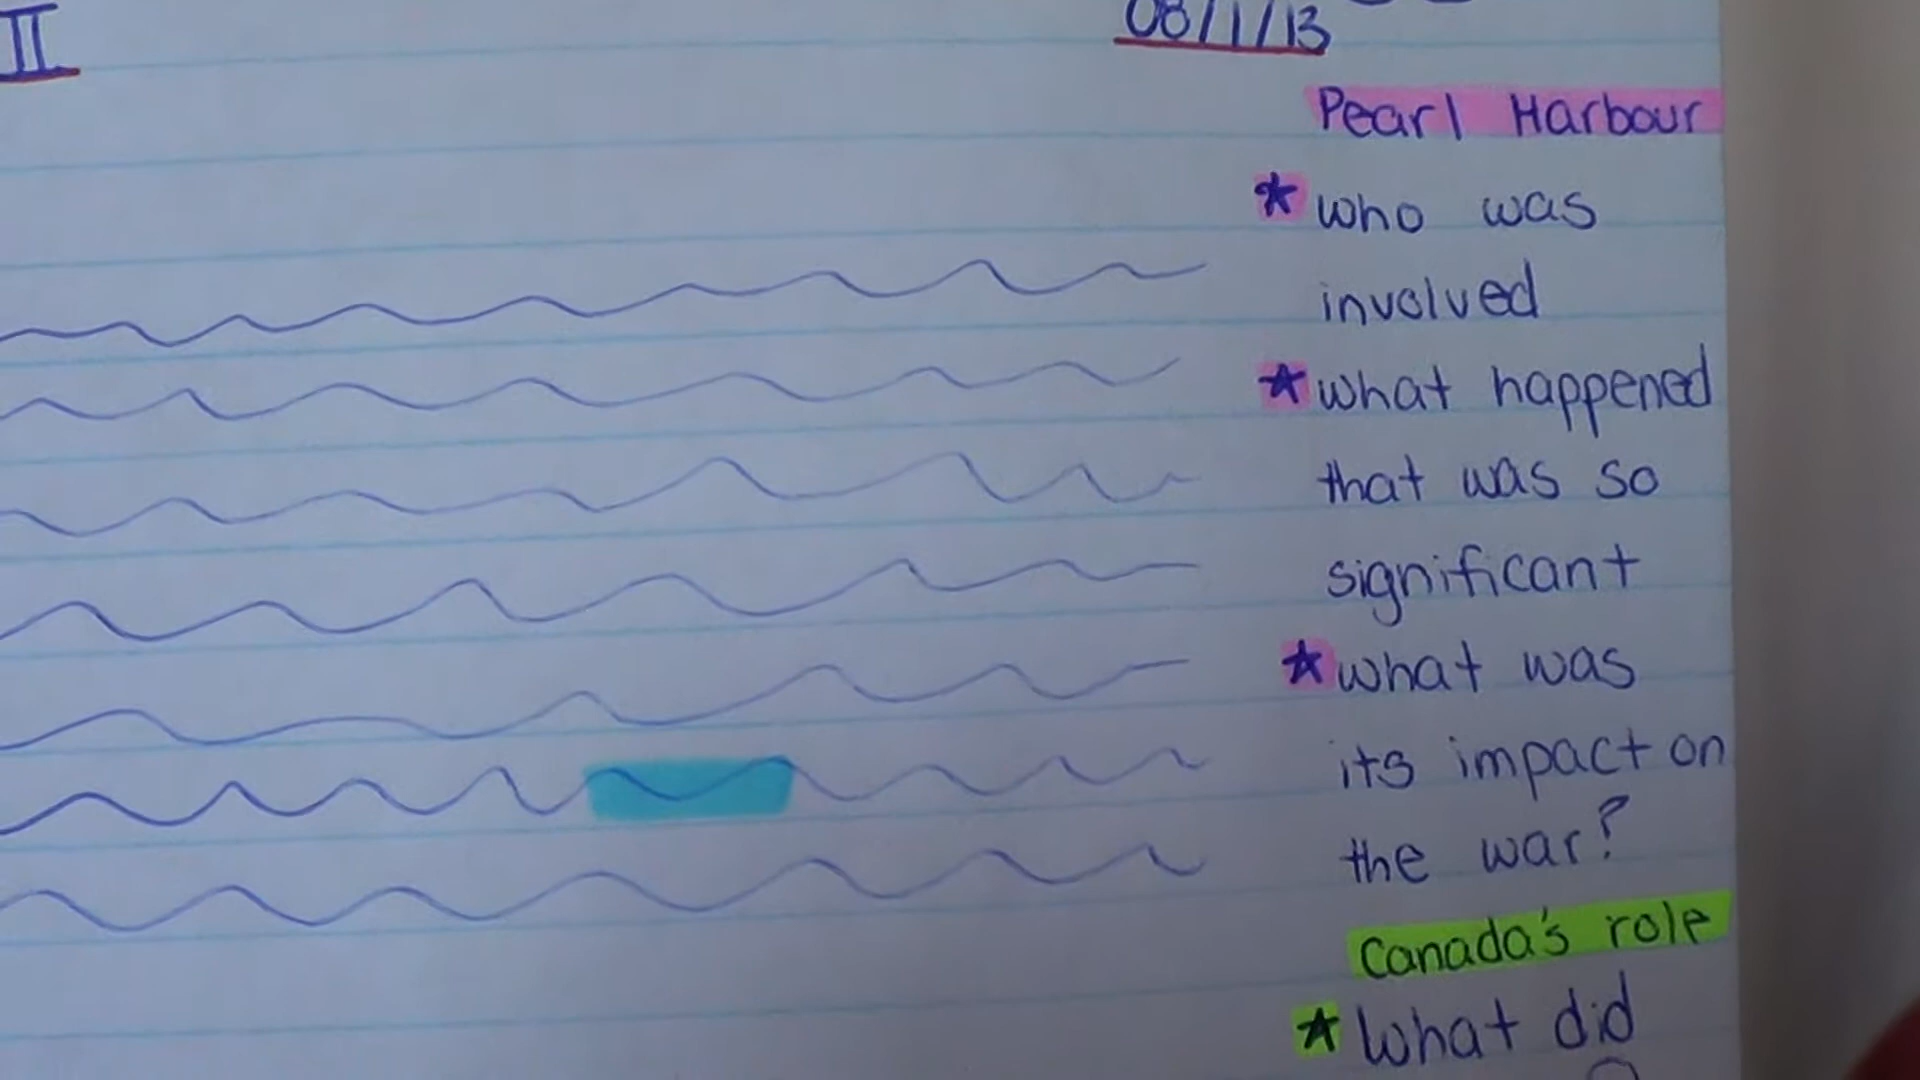 II
08/1/13
Pearl Harbour
* who was
involved
* what happened
that was so
significant
* what was
its impact on
the war?
Canada's role
* What did